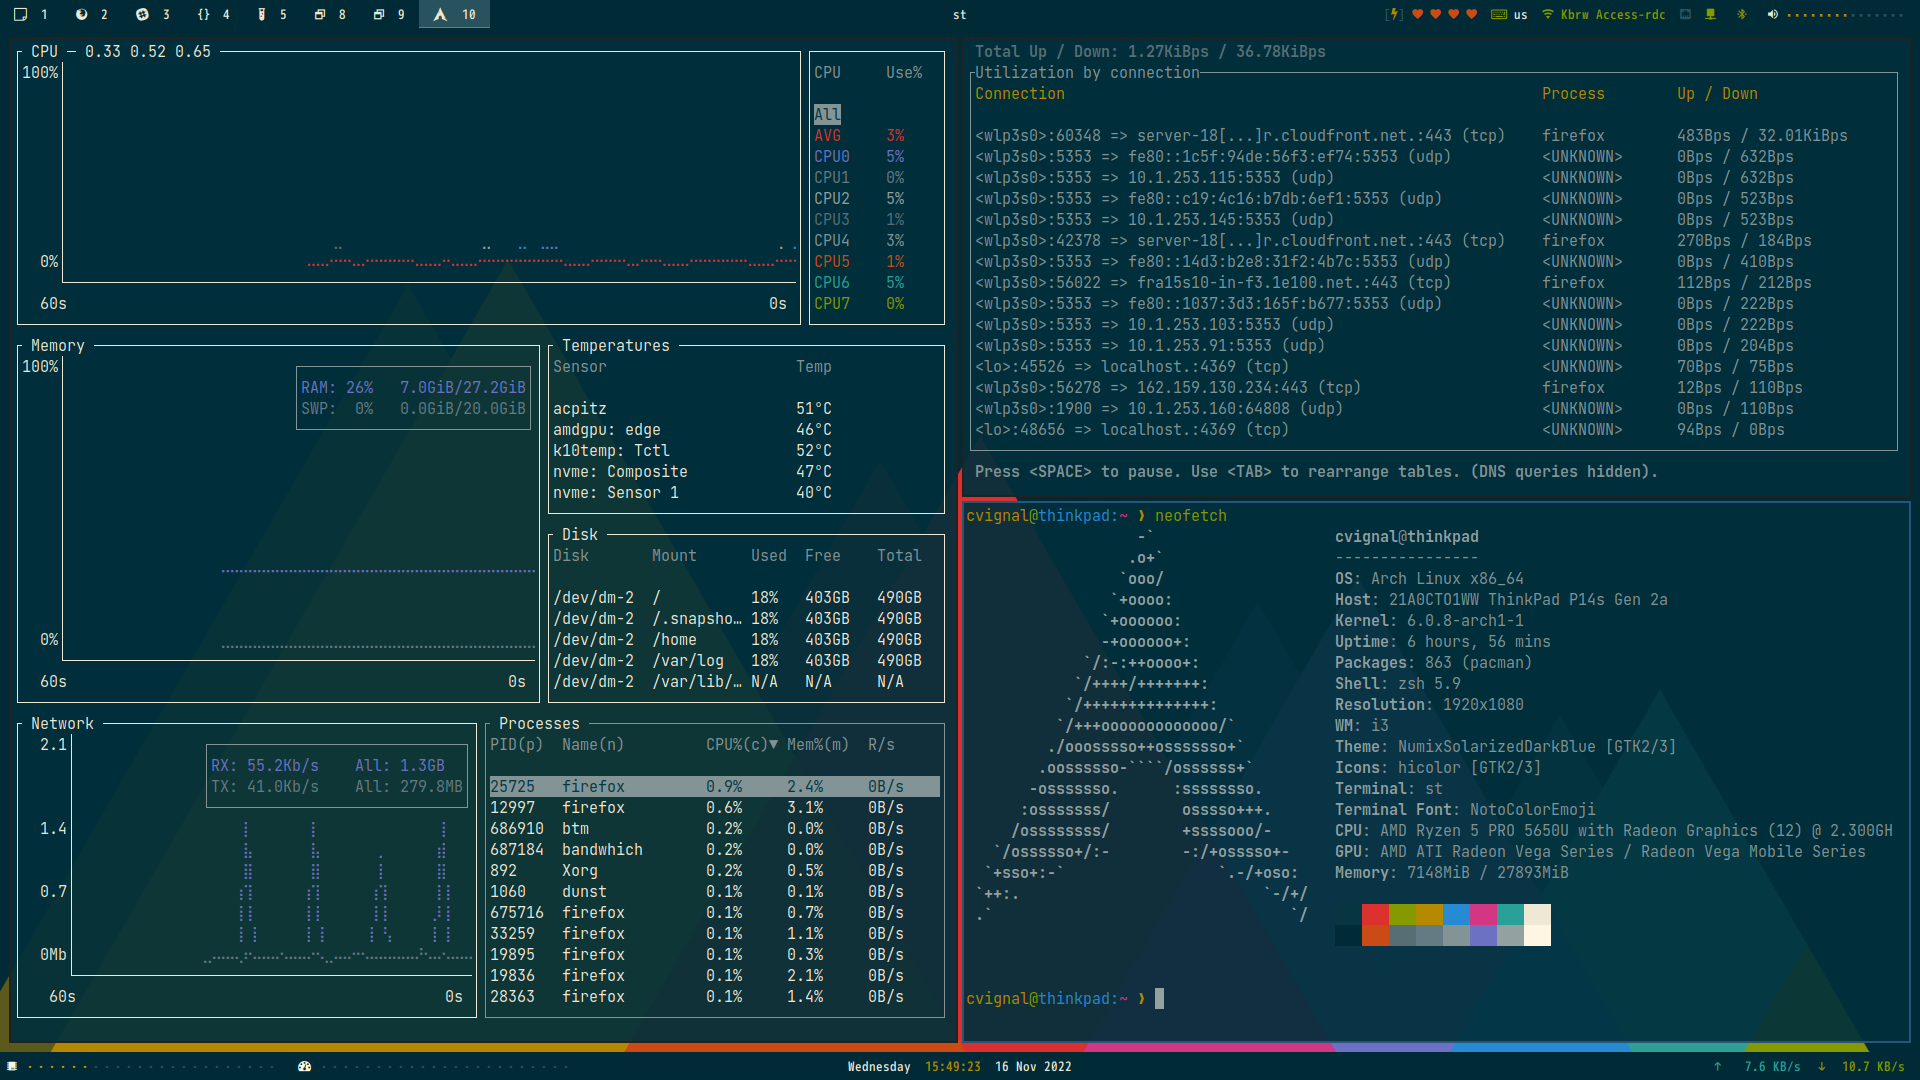 1 2 3 {} 4 5 8 9 10
st
us Kbrw Access-rdc
CPU — 0.33 0.52 0.65
100%
0%
60s 0s
CPU Use%
All
AVG 3%
CPU0 5%
CPU1 0%
CPU2 5%
CPU3 1%
CPU4 3%
CPU5 1%
CPU6 5%
CPU7 0%
Memory
100%
RAM: 26% 7.0GiB/27.2GiB
SWP: 0% 0.0GiB/20.0GiB
0%
60s 0s
Temperatures
Sensor Temp
acpitz 51°C
amdgpu: edge 46°C
k10temp: Tctl 52°C
nvme: Composite 47°C
nvme: Sensor 1 40°C
Disk
Disk Mount Used Free Total
/dev/dm-2 / 18% 403GB 490GB
/dev/dm-2 /.snapsho… 18% 403GB 490GB
/dev/dm-2 /home 18% 403GB 490GB
/dev/dm-2 /var/log 18% 403GB 490GB
/dev/dm-2 /var/lib/… N/A N/A N/A
Network
2.1
RX: 55.2Kb/s All: 1.3GB
TX: 41.0Kb/s All: 279.8MB
1.4
0.7
0Mb
60s 0s
Processes
PID(p) Name(n) CPU%(c)▼ Mem%(m) R/s
25725 firefox 0.9% 2.4% 0B/s
12997 firefox 0.6% 3.1% 0B/s
686910 btm 0.2% 0.0% 0B/s
687184 bandwhich 0.2% 0.0% 0B/s
892 Xorg 0.2% 0.5% 0B/s
1060 dunst 0.1% 0.1% 0B/s
675716 firefox 0.1% 0.7% 0B/s
33259 firefox 0.1% 1.1% 0B/s
19895 firefox 0.1% 0.3% 0B/s
19836 firefox 0.1% 2.1% 0B/s
28363 firefox 0.1% 1.4% 0B/s
Total Up / Down: 1.27KiBps / 36.78KiBps
Utilization by connection
Connection Process Up / Down
<wlp3s0>:60348 => server-18[...]r.cloudfront.net.:443 (tcp) firefox 483Bps / 32.01KiBps
<wlp3s0>:5353 => fe80::1c5f:94de:56f3:ef74:5353 (udp) <UNKNOWN> 0Bps / 632Bps
<wlp3s0>:5353 => 10.1.253.115:5353 (udp) <UNKNOWN> 0Bps / 632Bps
<wlp3s0>:5353 => fe80::c19:4c16:b7db:6ef1:5353 (udp) <UNKNOWN> 0Bps / 523Bps
<wlp3s0>:5353 => 10.1.253.145:5353 (udp) <UNKNOWN> 0Bps / 523Bps
<wlp3s0>:42378 => server-18[...]r.cloudfront.net.:443 (tcp) firefox 270Bps / 184Bps
<wlp3s0>:5353 => fe80::14d3:b2e8:31f2:4b7c:5353 (udp) <UNKNOWN> 0Bps / 410Bps
<wlp3s0>:56022 => fra15s10-in-f3.1e100.net.:443 (tcp) firefox 112Bps / 212Bps
<wlp3s0>:5353 => fe80::1037:3d3:165f:b677:5353 (udp) <UNKNOWN> 0Bps / 222Bps
<wlp3s0>:5353 => 10.1.253.103:5353 (udp) <UNKNOWN> 0Bps / 222Bps
<wlp3s0>:5353 => 10.1.253.91:5353 (udp) <UNKNOWN> 0Bps / 204Bps
<lo>:45526 => localhost.:4369 (tcp) <UNKNOWN> 70Bps / 75Bps
<wlp3s0>:56278 => 162.159.130.234:443 (tcp) firefox 12Bps / 110Bps
<wlp3s0>:1900 => 10.1.253.160:64808 (udp) <UNKNOWN> 0Bps / 110Bps
<lo>:48656 => localhost.:4369 (tcp) <UNKNOWN> 94Bps / 0Bps
Press <SPACE> to pause. Use <TAB> to rearrange tables. (DNS queries hidden).
cvignal@thinkpad:~ ❯ neofetch
-` cvignal@thinkpad
.o+` ----------------
`ooo/ OS: Arch Linux x86_64
`+oooo: Host: 21A0CTO1WW ThinkPad P14s Gen 2a
`+oooooo: Kernel: 6.0.8-arch1-1
-+oooooo+: Uptime: 6 hours, 56 mins
`/:-:++oooo+: Packages: 863 (pacman)
`/++++/+++++++: Shell: zsh 5.9
`/++++++++++++++: Resolution: 1920x1080
`/+++ooooooooooooo/` WM: i3
./ooosssso++osssssso+` Theme: NumixSolarizedDarkBlue [GTK2/3]
.oossssso-````/ossssss+` Icons: hicolor [GTK2/3]
-osssssso. :ssssssso. Terminal: st
:osssssss/ osssso+++. Terminal Font: NotoColorEmoji
/ossssssss/ +ssssooo/- CPU: AMD Ryzen 5 PRO 5650U with Radeon Graphics (12) @ 2.300GH
`/ossssso+/:- -:/+osssso+- GPU: AMD ATI Radeon Vega Series / Radeon Vega Mobile Series
`+sso+:-` `.-/+oso: Memory: 7148MiB / 27893MiB
`++:. `-/+/
.` `/
cvignal@thinkpad:~ ❯
Wednesday 15:49:23 16 Nov 2022
↑ 7.6 KB/s ↓ 10.7 KB/s